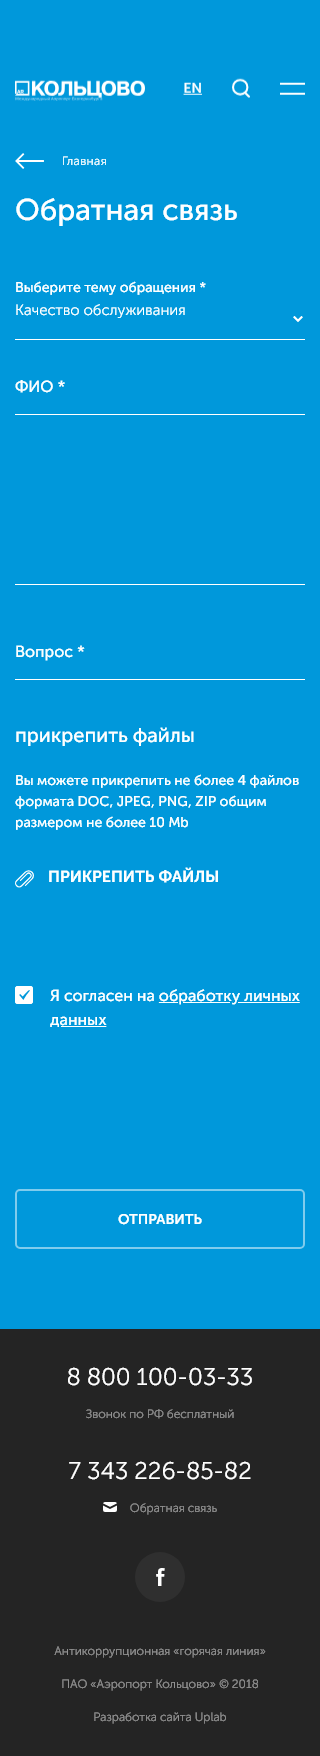 КОЛЬЦОВО
Международный Аэропорт Екатеринбург
EN
Главная
Обратная связь
Выберите тему обращения *
Качество обслуживания
ФИО *
Вопрос *
прикрепить файлы
Вы можете прикрепить не более 4 файлов
формата DOC, JPEG, PNG, ZIP общим
размером не более 10 Mb
ПРИКРЕПИТЬ ФАЙЛЫ
Я согласен на обработку личных
данных
ОТПРАВИТЬ
8 800 100-03-33
Звонок по РФ бесплатный
7 343 226-85-82
Обратная связь
f
Антикоррупционная «горячая линия»
ПАО «Аэропорт Кольцово» © 2018
Разработка сайта Uplab